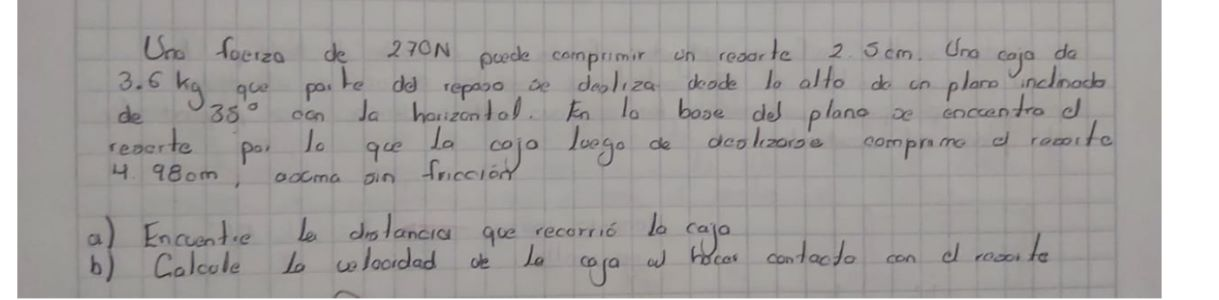 Una fuerza de 270N puede comprimir un resorte 2.5cm. Una caja de
3.6 kg que parte del reposo se desliza desde lo alto de un plano inclinado
de 35° con la horizontal. En la base del plano se encuentra el
resorte por lo que la caja luego de deslizarse comprime el resorte
4.98cm, asuma sin fricción
a) Encuentre la distancia que recorrió la caja
b) Calcule la velocidad de la caja al hacer contacto con el resorte